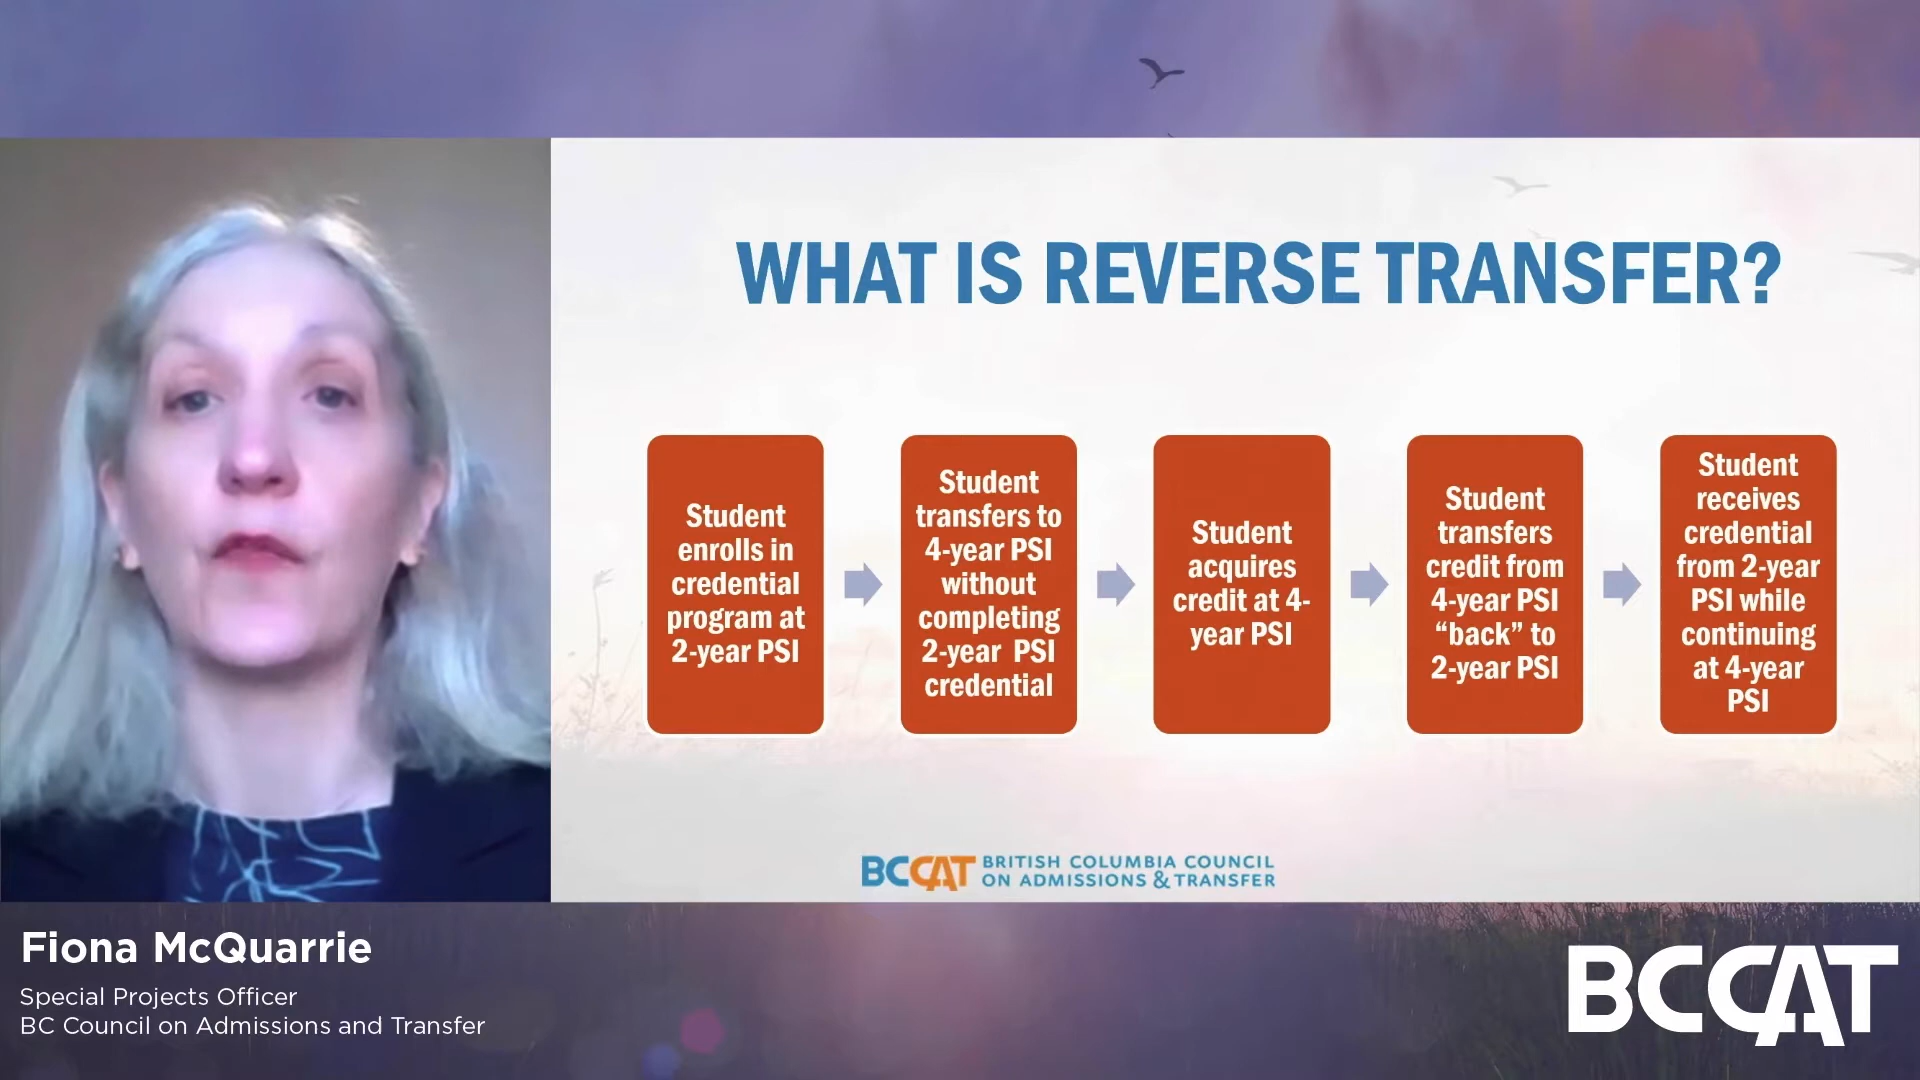 WHAT IS REVERSE TRANSFER?
Student
enrolls in
credential
program at
2-year PSI
Student
transfers to
4-year PSI
without
completing
2-year PSI
credential
Student
acquires
credit at 4-
year PSI
Student
transfers
credit from
4-year PSI
“back” to
2-year PSI
Student
receives
credential
from 2-year
PSI while
continuing
at 4-year
PSI
BCCAT BRITISH COLUMBIA COUNCIL
ON ADMISSIONS & TRANSFER
Fiona McQuarrie
Special Projects Officer
BC Council on Admissions and Transfer
BCCAT